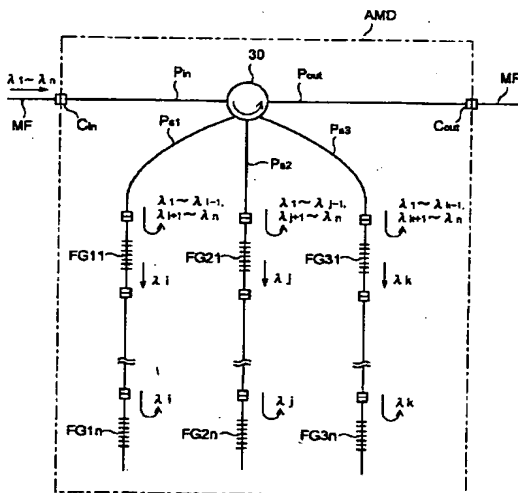 AMD
30
λ1~λn
Pin
Pout
MF
MF
Cin
Cout
Ps1
Ps2
Ps3
λ1~λi-1,
λi+1~λn
λ1~λj-1,
λj+1~λn
λ1~λk-1,
λk+1~λn
FG11
FG21
FG31
λi
λj
λk
λi
λj
λk
FG1n
FG2n
FG3n